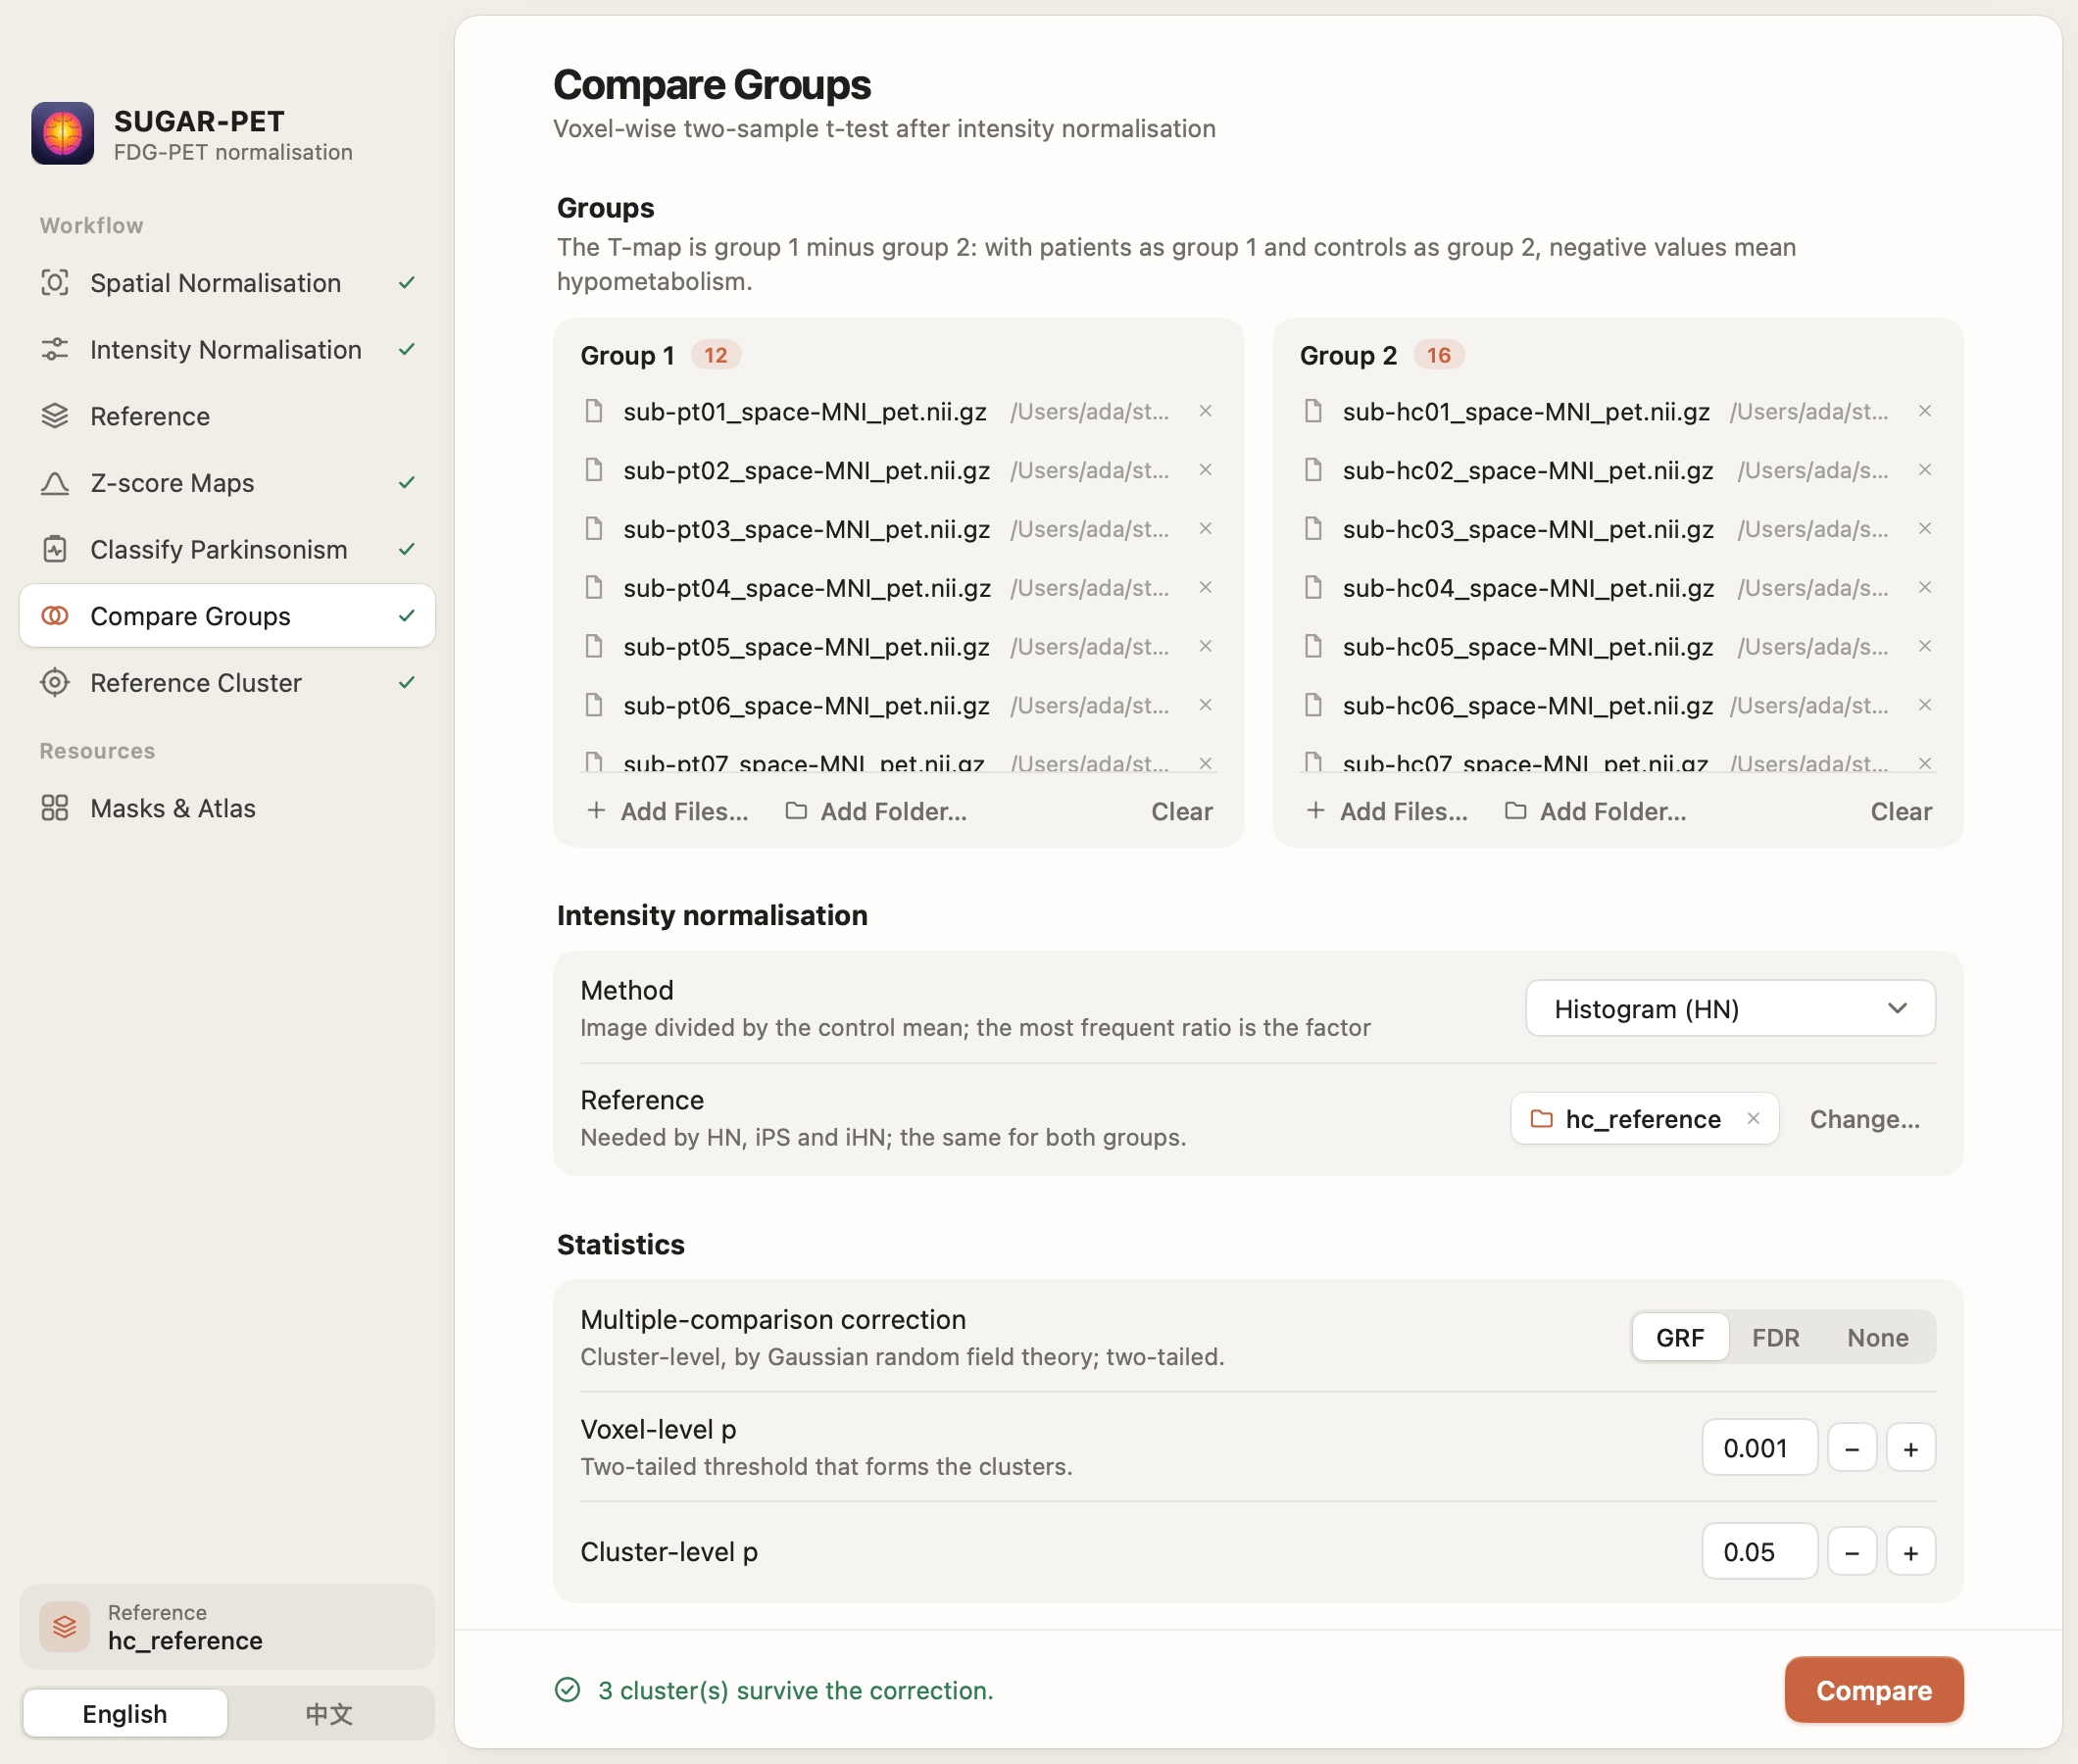 SUGAR-PET
FDG-PET normalisation
Workflow
Spatial Normalisation
Intensity Normalisation
Reference
Z-score Maps
Classify Parkinsonism
Compare Groups
Reference Cluster
Resources
Masks & Atlas
Reference
hc_reference
English
中文
Compare Groups
Voxel-wise two-sample t-test after intensity normalisation
Groups
The T-map is group 1 minus group 2: with patients as group 1 and controls as group 2, negative values mean
hypometabolism.
Group 1 12
sub-pt01_space-MNI_pet.nii.gz /Users/ada/st... ×
sub-pt02_space-MNI_pet.nii.gz /Users/ada/st... ×
sub-pt03_space-MNI_pet.nii.gz /Users/ada/st... ×
sub-pt04_space-MNI_pet.nii.gz /Users/ada/st... ×
sub-pt05_space-MNI_pet.nii.gz /Users/ada/st... ×
sub-pt06_space-MNI_pet.nii.gz /Users/ada/st... ×
sub-pt07_space-MNI_pet.nii.gz /Users/ada/st... ×
+ Add Files... Add Folder... Clear
Group 2 16
sub-hc01_space-MNI_pet.nii.gz /Users/ada/st... ×
sub-hc02_space-MNI_pet.nii.gz /Users/ada/s... ×
sub-hc03_space-MNI_pet.nii.gz /Users/ada/s... ×
sub-hc04_space-MNI_pet.nii.gz /Users/ada/s... ×
sub-hc05_space-MNI_pet.nii.gz /Users/ada/s... ×
sub-hc06_space-MNI_pet.nii.gz /Users/ada/st... ×
sub-hc07_space-MNI_pet.nii.gz /Users/ada/st... ×
+ Add Files... Add Folder... Clear
Intensity normalisation
Method
Image divided by the control mean; the most frequent ratio is the factor
Histogram (HN)
Reference
Needed by HN, iPS and iHN; the same for both groups.
hc_reference × Change...
Statistics
Multiple-comparison correction
Cluster-level, by Gaussian random field theory; two-tailed.
GRF FDR None
Voxel-level p
Two-tailed threshold that forms the clusters.
0.001 − +
Cluster-level p
0.05 − +
3 cluster(s) survive the correction.
Compare